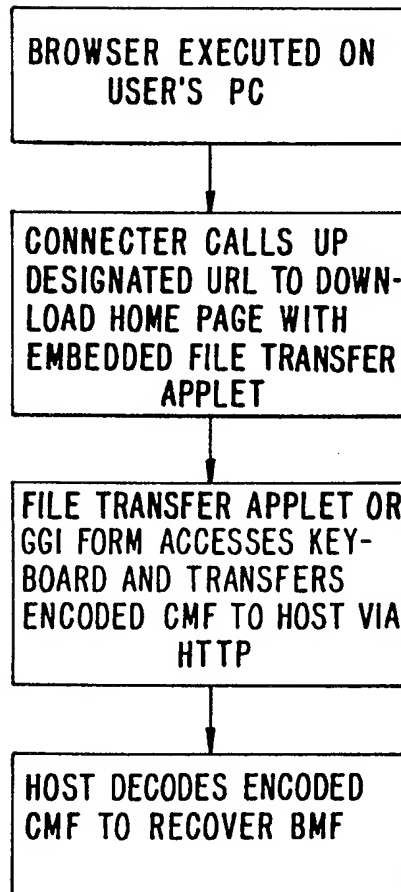 BROWSER EXECUTED ON
USER'S PC
CONNECTER CALLS UP
DESIGNATED URL TO DOWN-
LOAD HOME PAGE WITH
EMBEDDED FILE TRANSFER
APPLET
FILE TRANSFER APPLET OR
GGI FORM ACCESSES KEY-
BOARD AND TRANSFERS
ENCODED CMF TO HOST VIA
HTTP
HOST DECODES ENCODED
CMF TO RECOVER BMF